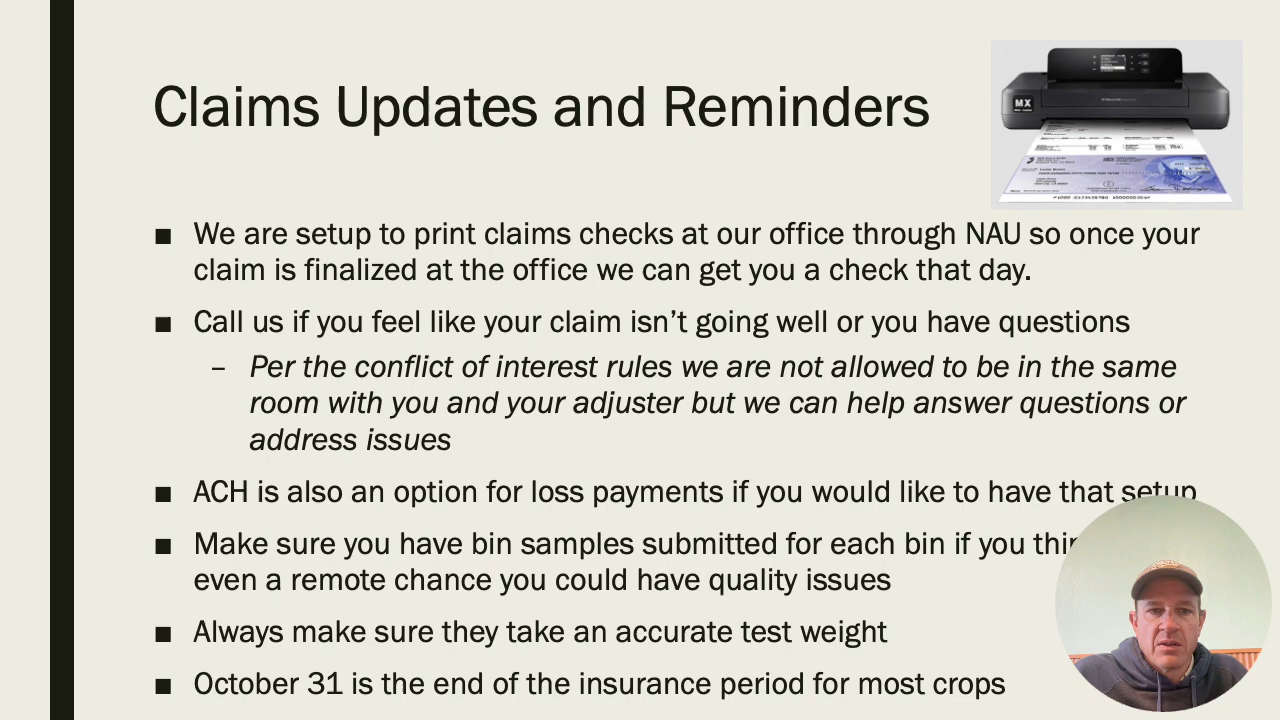 Claims Updates and Reminders
MX
We are setup to print claims checks at our office through NAU so once your
claim is finalized at the office we can get you a check that day.
Call us if you feel like your claim isn’t going well or you have questions
– Per the conflict of interest rules we are not allowed to be in the same
room with you and your adjuster but we can help answer questions or
address issues
ACH is also an option for loss payments if you would like to have that setup
Make sure you have bin samples submitted for each bin if you
even a remote chance you could have quality issues
Always make sure they take an accurate test weight
October 31 is the end of the insurance period for most crops